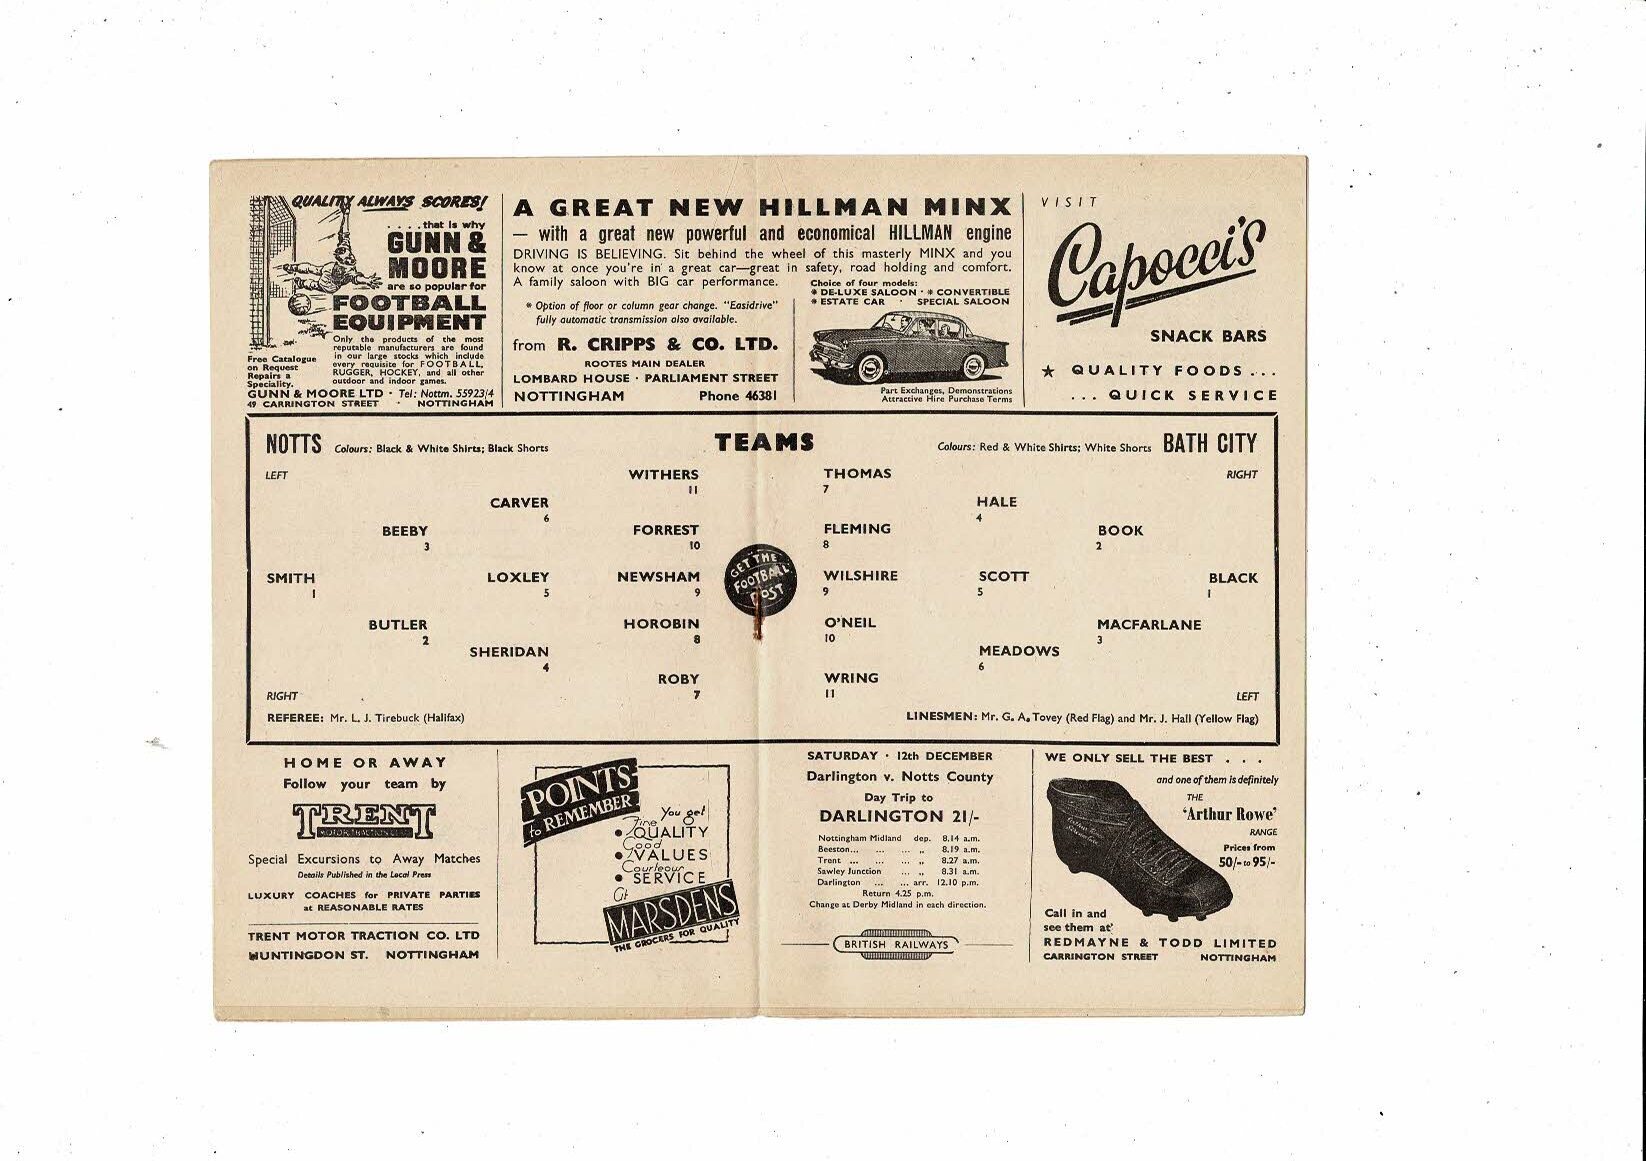 QUALITY ALWAYS SCORES!
. . . . that is why
GUNN &
MOORE
are so popular for
FOOTBALL
EQUIPMENT
Only the products of the most
reputable manufacturers are found
in our large stocks which include
every requisite for FOOTBALL,
RUGGER, HOCKEY, and all other
outdoor and indoor games.
Free Catalogue
on Request
Repairs a
Speciality.
GUNN & MOORE LTD · Tel: Nottm. 55923/4
49 CARRINGTON STREET · NOTTINGHAM
A GREAT NEW HILLMAN MINX
— with a great new powerful and economical HILLMAN engine
DRIVING IS BELIEVING. Sit behind the wheel of this masterly MINX and you
know at once you're in a great car—great in safety, road holding and comfort.
A family saloon with BIG car performance.
* Option of floor or column gear change. "Easidrive"
fully automatic transmission also available.
from R. CRIPPS & CO. LTD.
ROOTES MAIN DEALER
LOMBARD HOUSE · PARLIAMENT STREET
NOTTINGHAM Phone 46381
Choice of four models:
* DE-LUXE SALOON · * CONVERTIBLE
* ESTATE CAR · SPECIAL SALOON
Part Exchanges, Demonstrations
Attractive Hire Purchase Terms
VISIT
Capocci's
SNACK BARS
★ QUALITY FOODS ...
... QUICK SERVICE
NOTTS Colours: Black & White Shirts; Black Shorts TEAMS Colours: Red & White Shirts; White Shorts BATH CITY
LEFT WITHERS THOMAS RIGHT
11 7
CARVER HALE
6 4
BEEBY FORREST FLEMING BOOK
3 10 8 2
GET THE
FOOTBALL
POST
SMITH LOXLEY NEWSHAM WILSHIRE SCOTT BLACK
1 5 9 9 5 1
BUTLER HOROBIN O'NEIL MACFARLANE
2 8 10 3
SHERIDAN MEADOWS
4 6
ROBY WRING
RIGHT 7 11 LEFT
REFEREE: Mr. L. J. Tirebuck (Halifax) LINESMEN: Mr. G. A. Tovey (Red Flag) and Mr. J. Hall (Yellow Flag)
HOME OR AWAY
Follow your team by
TRENT
MOTOR TRACTION
Special Excursions to Away Matches
Details Published in the Local Press
LUXURY COACHES for PRIVATE PARTIES
at REASONABLE RATES
TRENT MOTOR TRACTION CO. LTD
HUNTINGDON ST. NOTTINGHAM
POINTS
to REMEMBER
You get
Fine
• QUALITY
Good
• VALUES
Courteous
• SERVICE
At
MARSDENS
THE GROCERS FOR QUALITY
SATURDAY · 12th DECEMBER
Darlington v. Notts County
Day Trip to
DARLINGTON 21/-
Nottingham Midland dep. 8.14 a.m.
Beeston... ... ... „ 8.19 a.m.
Trent ... ... ... „ 8.27 a.m.
Sawley Junction ... „ 8.31 a.m.
Darlington ... ... arr. 12.10 p.m.
Return 4.25 p.m.
Change at Derby Midland in each direction.
BRITISH RAILWAYS
WE ONLY SELL THE BEST . . .
and one of them is definitely
THE
'Arthur Rowe'
RANGE
Prices from
50/- to 95/-
Call in and
see them at
REDMAYNE & TODD LIMITED
CARRINGTON STREET NOTTINGHAM